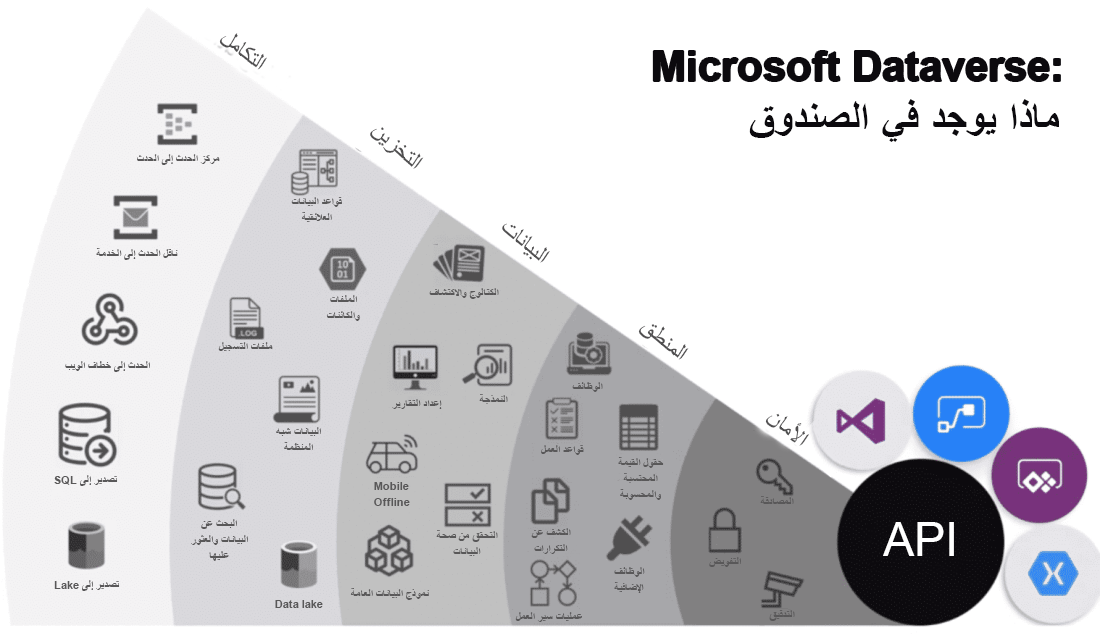 Microsoft Dataverse:
ماذا يوجد في الصندوق
التكامل
مركز الحدث إلى الحدث
ناقل الحدث إلى الخدمة
الحدث إلى خطاف الويب
تصدير إلى SQL
تصدير إلى Lake
التخزين
قواعد البيانات
العلائقية
الملفات
والكائنات
ملفات التسجيل
.LOG
10
01
البيانات شبه
المنظمة
البحث عن
البيانات والعثور
عليها
Data lake
البيانات
الكتالوج والاكتشاف
إعداد التقارير
النمذجة
Mobile
Offline
التحقق من صحة
البيانات
نموذج البيانات العامة
المنطق
الوظائف
قواعد العمل
حقول القيمة
المحتسبة
والمحسوبة
الكشف عن
التكرارات
الوظائف
الإضافية
عمليات سير العمل
الأمان
المصادقة
التفويض
التدقيق
API